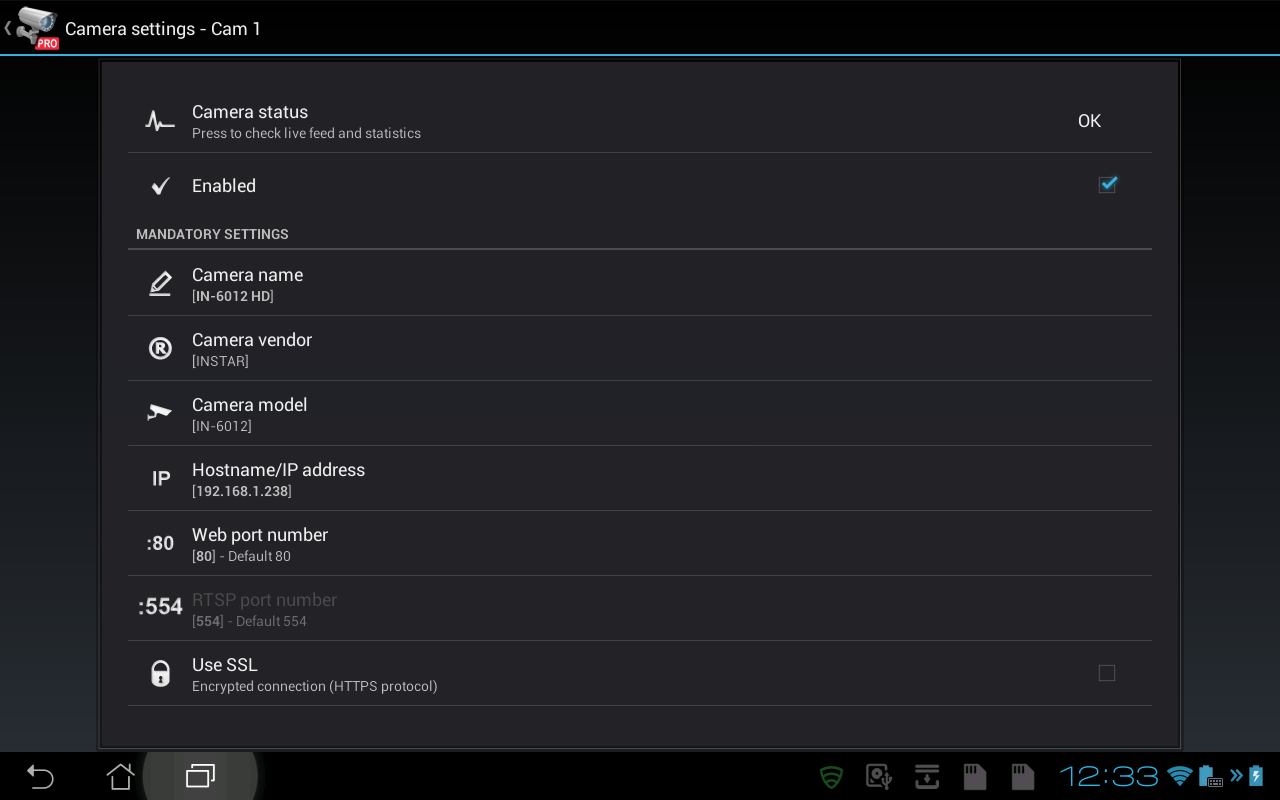 PRO
Camera settings - Cam 1
Camera status
Press to check live feed and statistics
OK
Enabled
MANDATORY SETTINGS
Camera name
[IN-6012 HD]
®
Camera vendor
[INSTAR]
Camera model
[IN-6012]
IP
Hostname/IP address
[192.168.1.238]
:80
Web port number
[80] - Default 80
:554
RTSP port number
[554] - Default 554
Use SSL
Encrypted connection (HTTPS protocol)
12:33